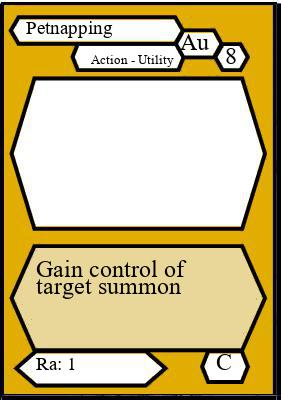 Petnapping
Au
Action - Utility
8
Gain control of
target summon
Ra: 1
C